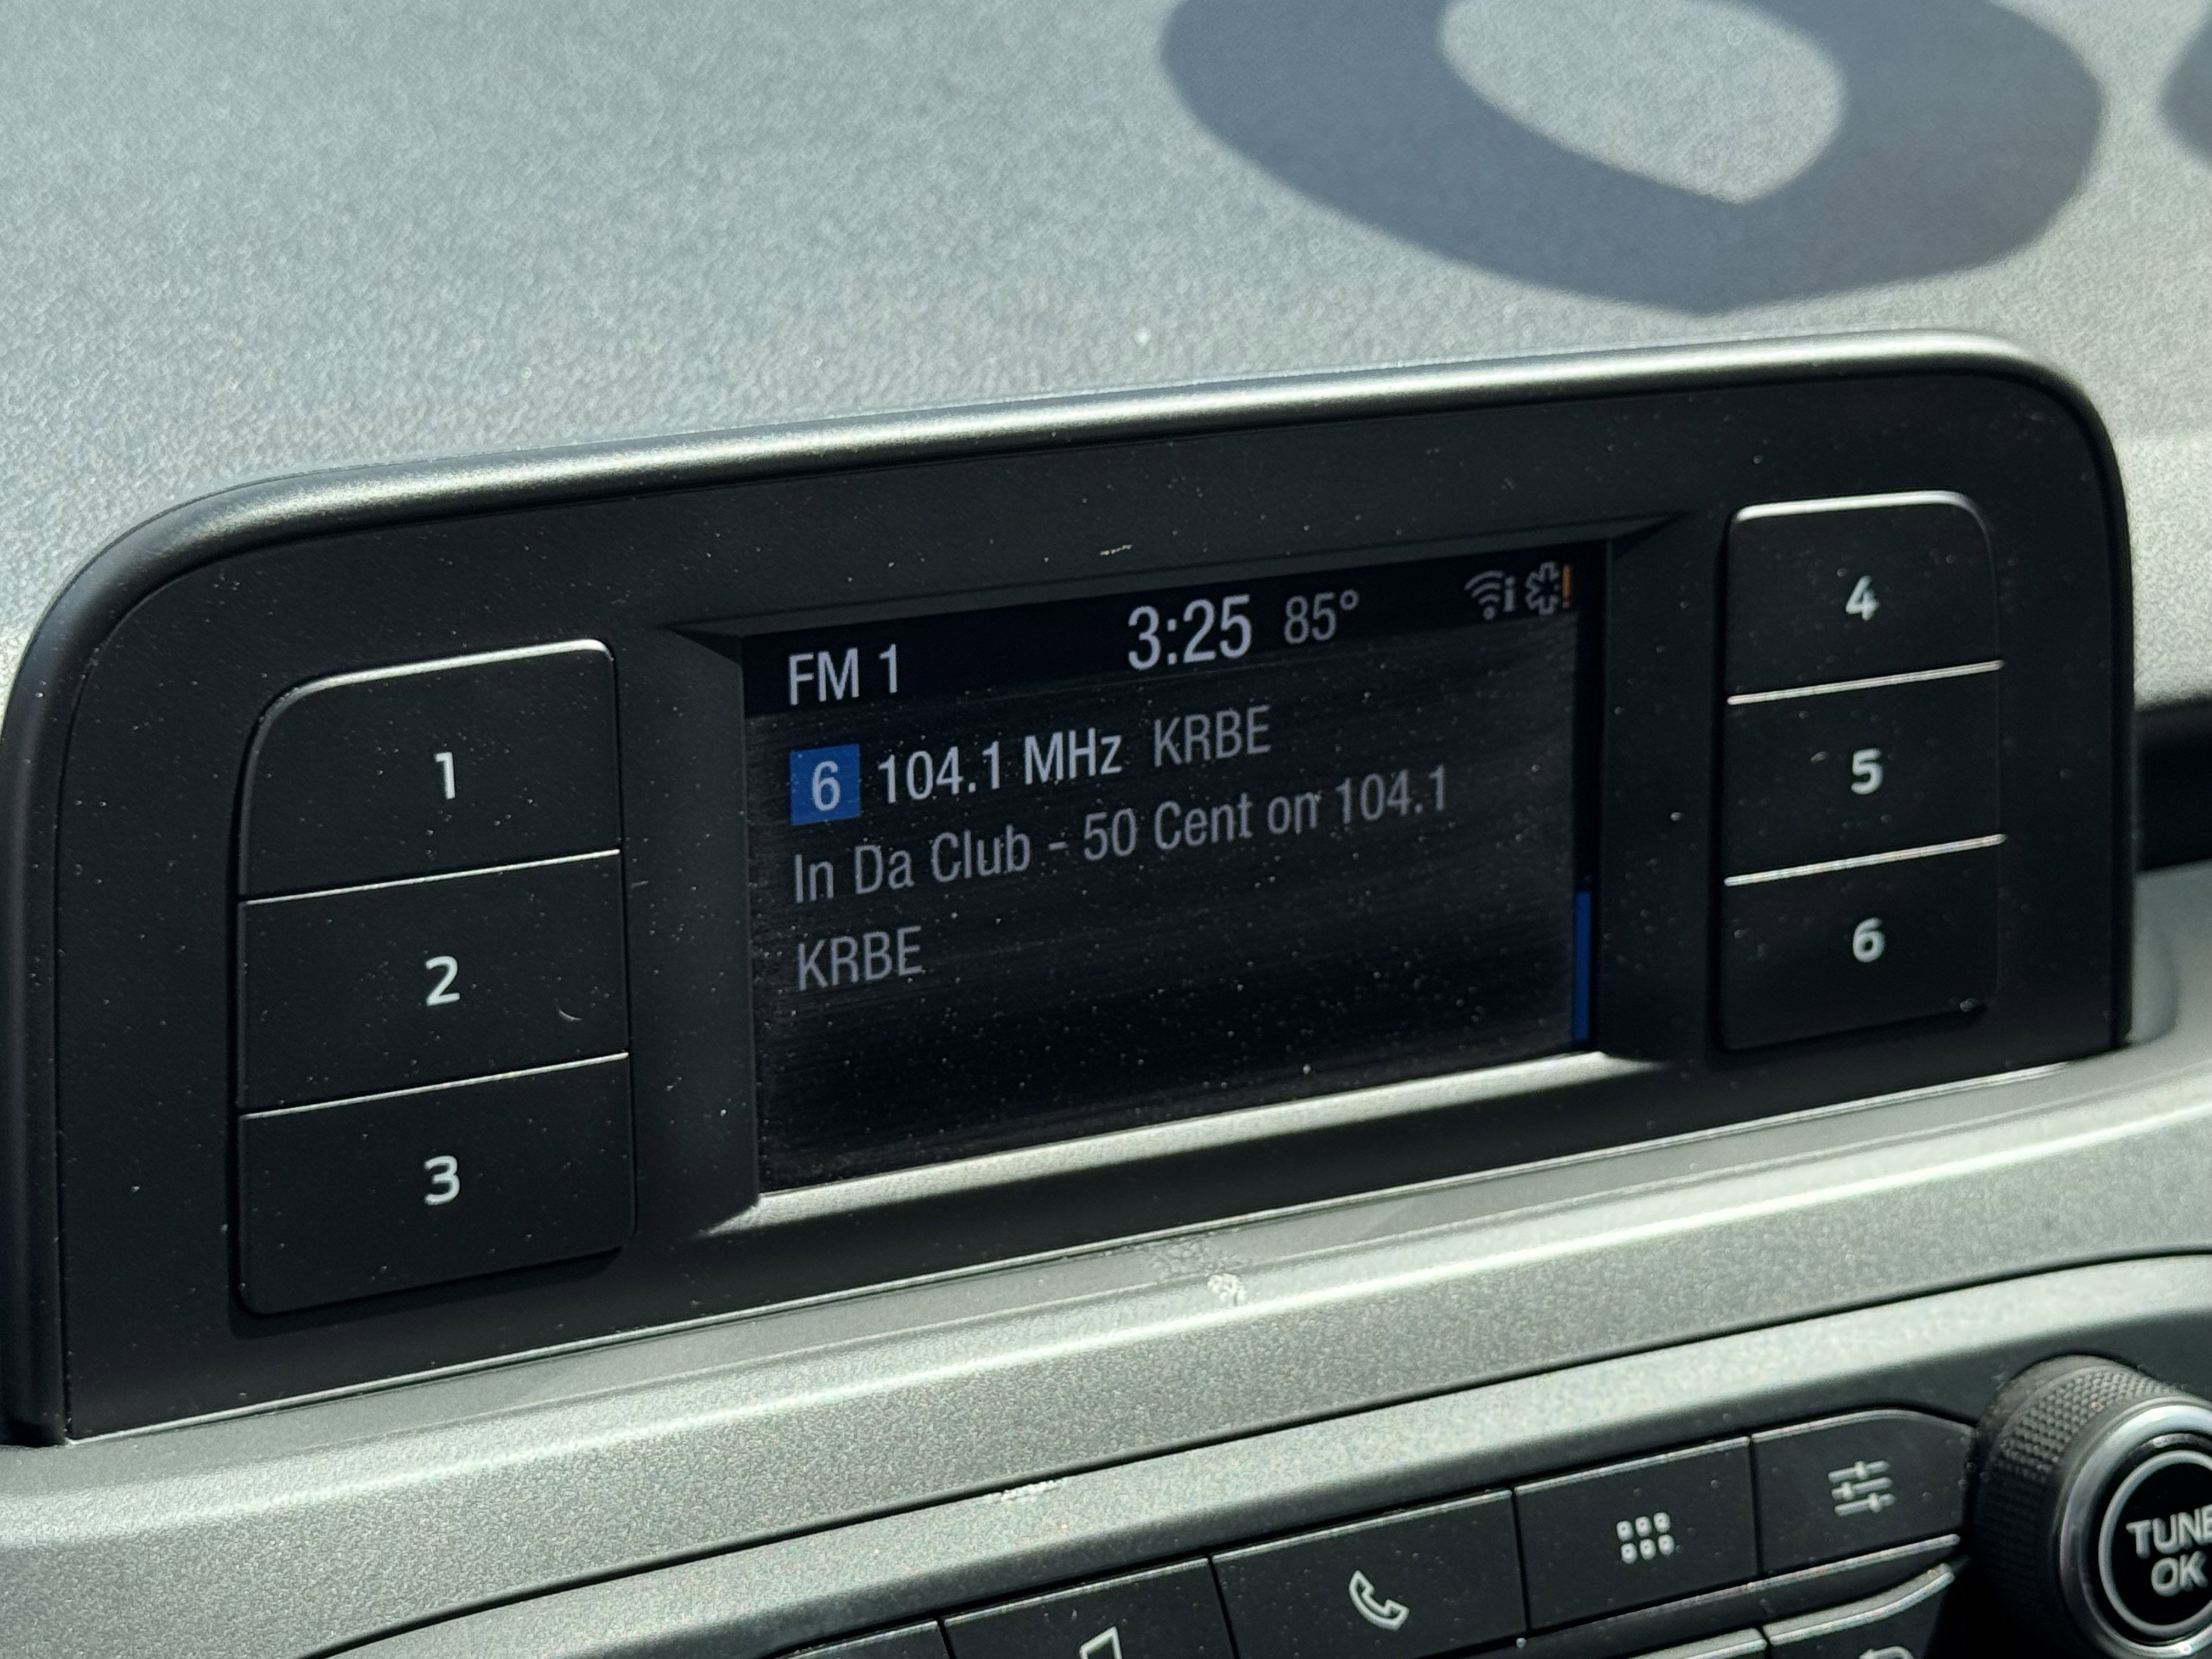 FM 1 3:25 85°
6 104.1 MHz KRBE
In Da Club - 50 Cent on 104.1
KRBE
1
2
3
4
5
6
TUNE
OK